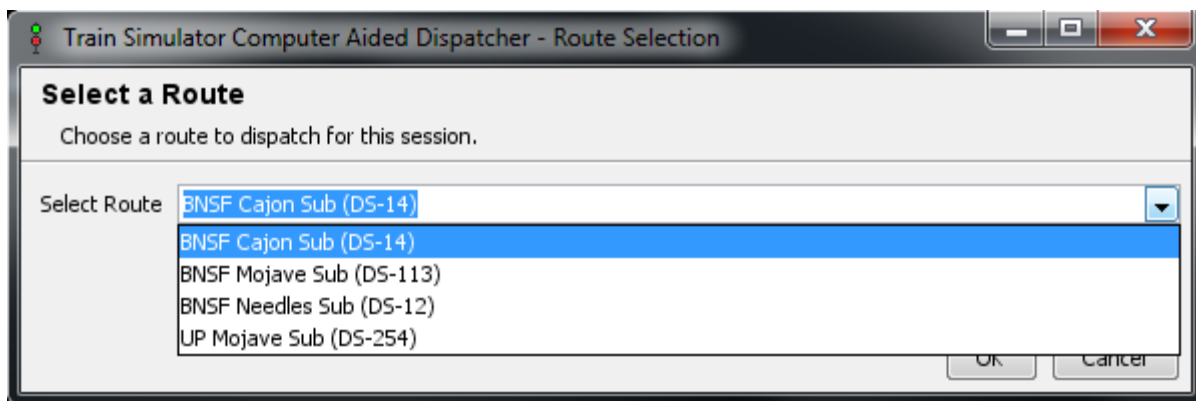 Train Simulator Computer Aided Dispatcher - Route Selection
Select a Route
Choose a route to dispatch for this session.
Select Route BNSF Cajon Sub (DS-14)
BNSF Cajon Sub (DS-14)
BNSF Mojave Sub (DS-113)
BNSF Needles Sub (DS-12)
UP Mojave Sub (DS-254)
OK Cancel